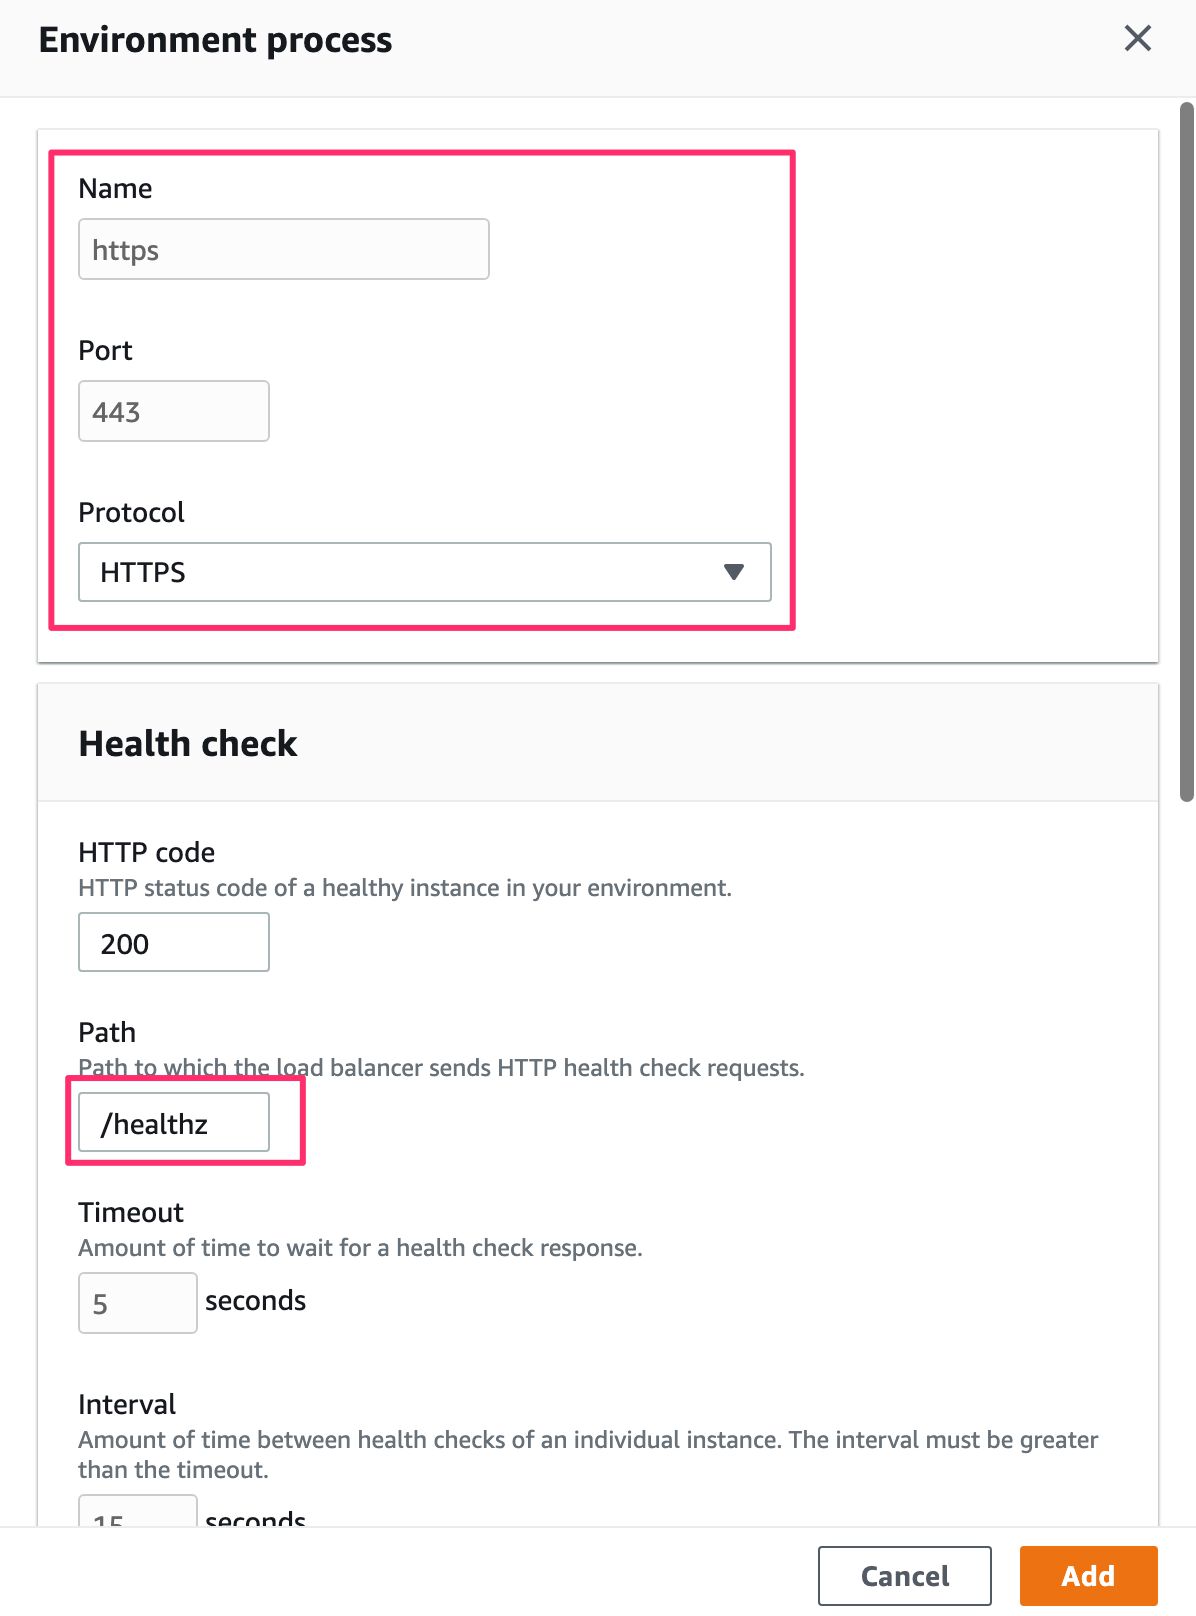 Environment process
Name
https
Port
443
Protocol
HTTPS
Health check
HTTP code
HTTP status code of a healthy instance in your environment.
200
Path
Path to which the load balancer sends HTTP health check requests.
/healthz
Timeout
Amount of time to wait for a health check response.
5 seconds
Interval
Amount of time between health checks of an individual instance. The interval must be greater
than the timeout.
15 seconds
Cancel Add